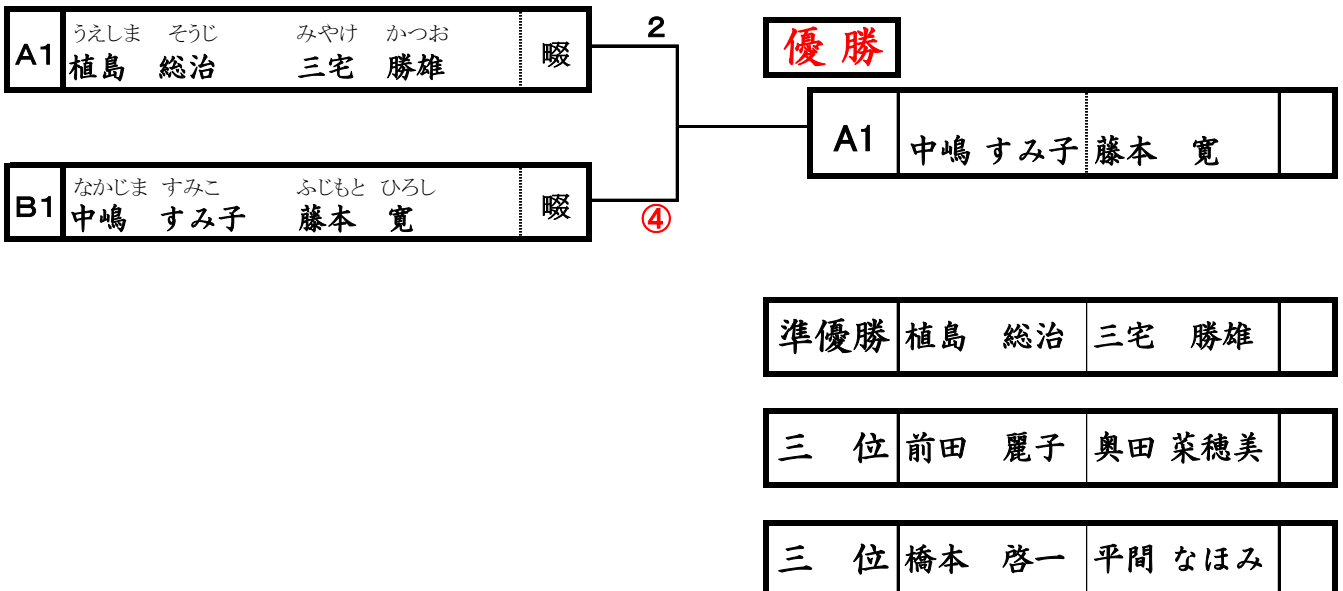 うえしま そうじ みやけ かつお
A1 植島 総治 三宅 勝雄 畷
2
優勝
A1 中嶋 すみ子 藤本 寛
なかじま すみこ ふじもと ひろし
B1 中嶋 すみ子 藤本 寛 畷
④
準優勝 植島 総治 三宅 勝雄
三 位 前田 麗子 奥田 菜穂美
三 位 橋本 啓一 平間 なほみ